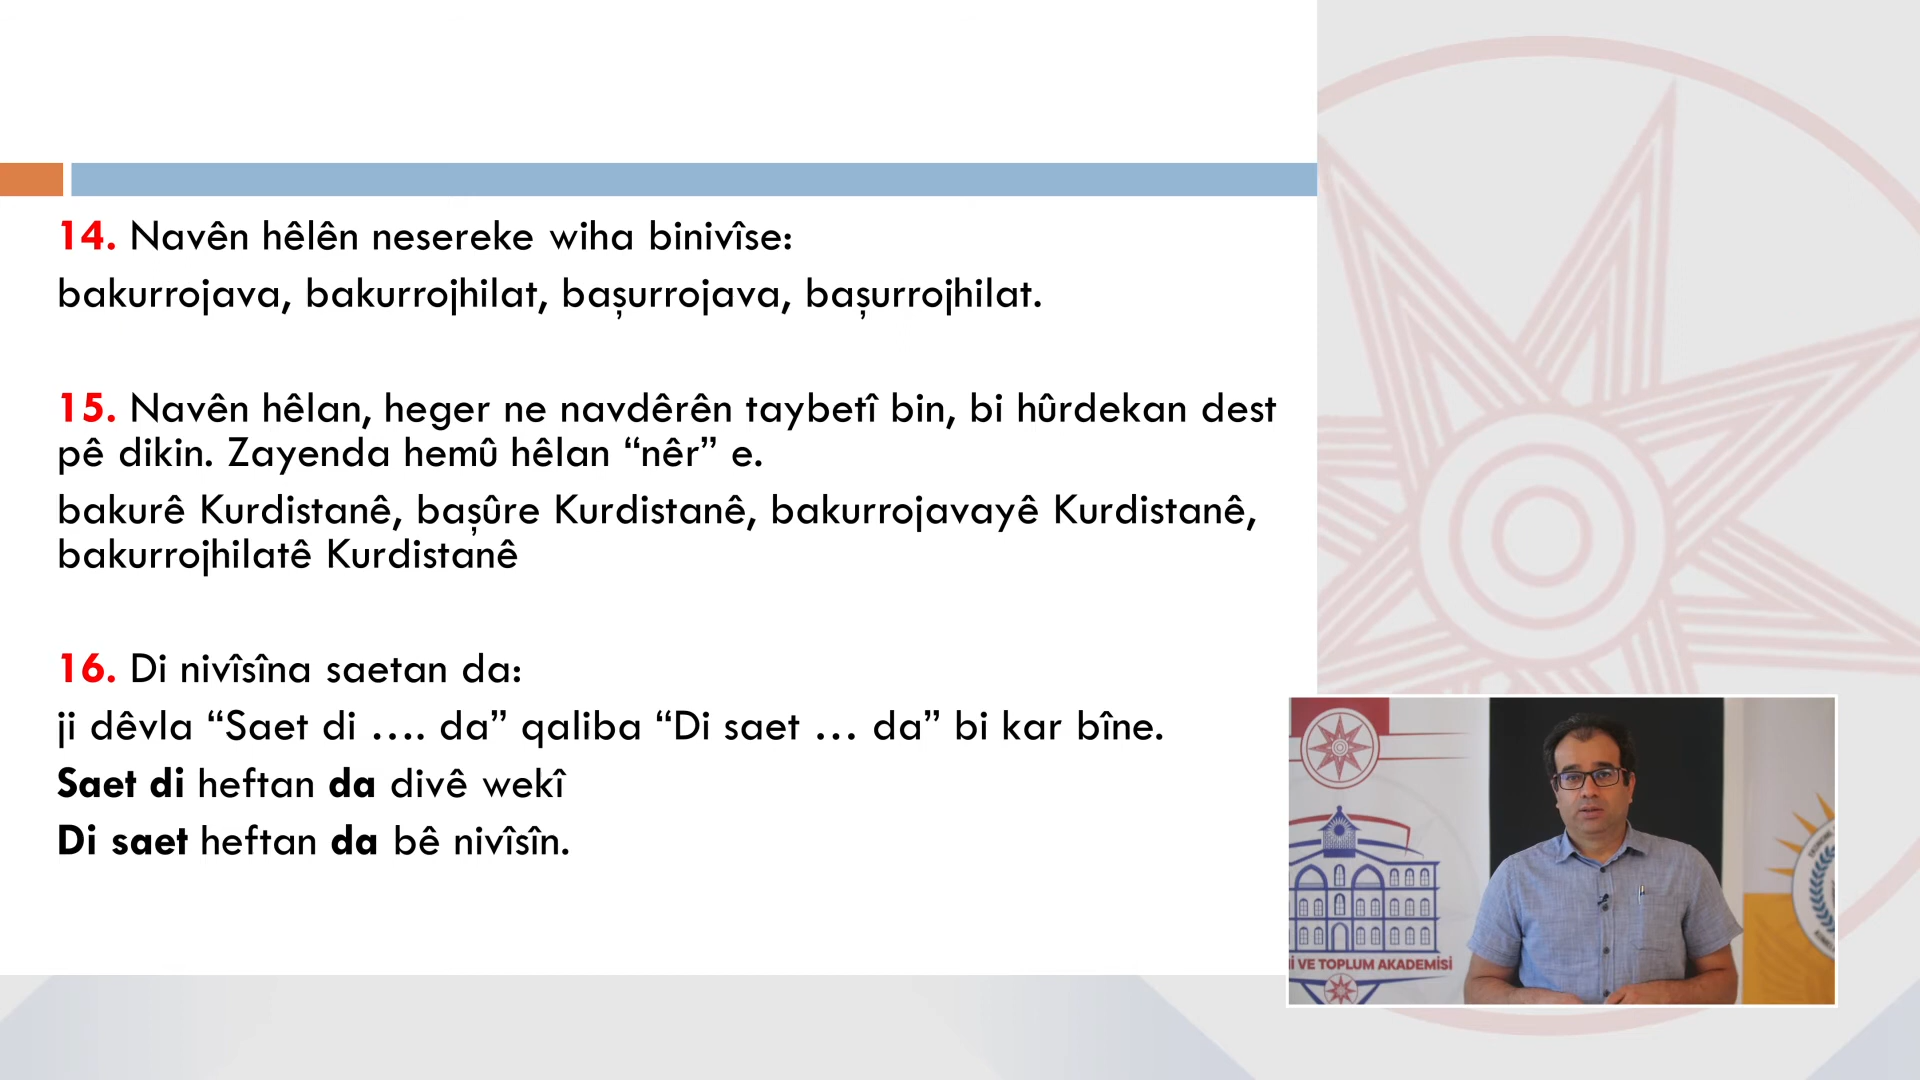 14. Navên hêlên nesereke wiha binivîse:
bakurrojava, bakurrojhilat, başurrojava, başurrojhilat.
15. Navên hêlan, heger ne navdêrên taybetî bin, bi hûrdekan dest
pê dikin. Zayenda hemû hêlan “nêr” e.
bakurê Kurdistanê, başûre Kurdistanê, bakurrojavayê Kurdistanê,
bakurrojhilatê Kurdistanê
16. Di nivîsîna saetan da:
ji dêvla “Saet di …. da” qaliba “Di saet … da” bi kar bîne.
Saet di heftan da divê wekî
Di saet heftan da bê nivîsîn.
İ VE TOPLUM AKADEMİSİ